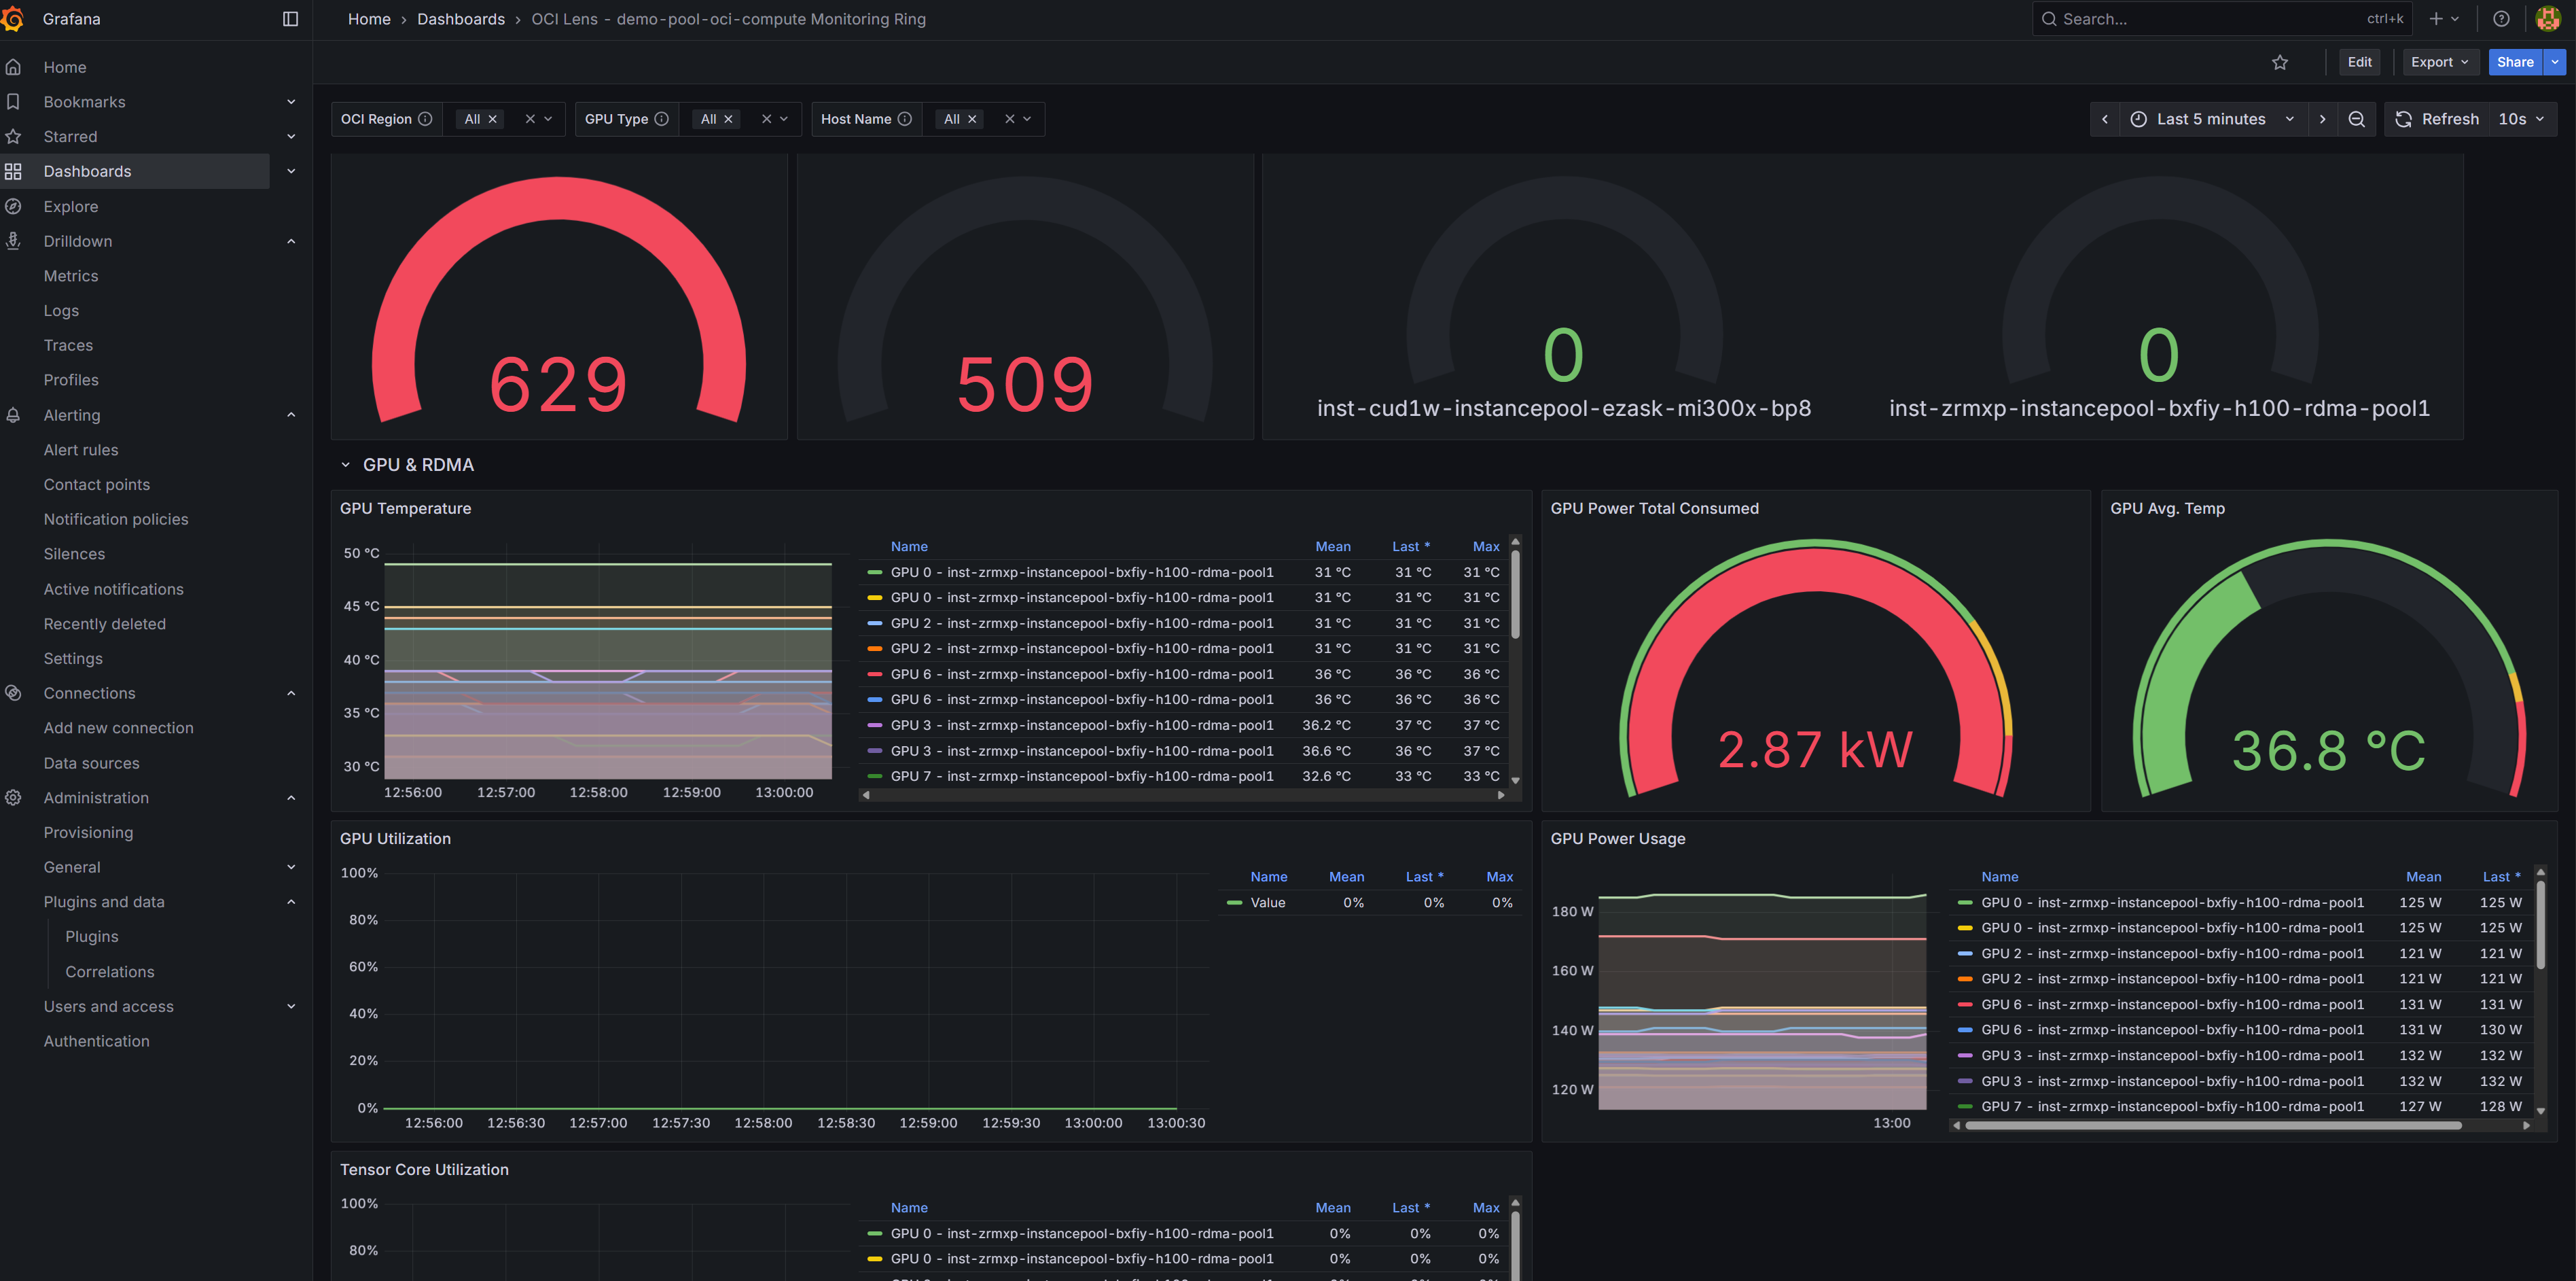 Grafana
Home › Dashboards › OCI Lens - demo-pool-oci-compute Monitoring Ring
Search... ctrl+k
Edit Export Share
Home
Bookmarks
Starred
Dashboards
Explore
Drilldown
Metrics
Logs
Traces
Profiles
Alerting
Alert rules
Contact points
Notification policies
Silences
Active notifications
Recently deleted
Settings
Connections
Add new connection
Data sources
Administration
Provisioning
General
Plugins and data
Plugins
Correlations
Users and access
Authentication
OCI Region All GPU Type All Host Name All
Last 5 minutes Refresh 10s
629
509
0
inst-cud1w-instancepool-ezask-mi300x-bp8
0
inst-zrmxp-instancepool-bxfiy-h100-rdma-pool1
GPU & RDMA
GPU Temperature
50 °C
45 °C
40 °C
35 °C
30 °C
12:56:00 12:57:00 12:58:00 12:59:00 13:00:00
Name Mean Last * Max
GPU 0 - inst-zrmxp-instancepool-bxfiy-h100-rdma-pool1 31 °C 31 °C 31 °C
GPU 0 - inst-zrmxp-instancepool-bxfiy-h100-rdma-pool1 31 °C 31 °C 31 °C
GPU 2 - inst-zrmxp-instancepool-bxfiy-h100-rdma-pool1 31 °C 31 °C 31 °C
GPU 2 - inst-zrmxp-instancepool-bxfiy-h100-rdma-pool1 31 °C 31 °C 31 °C
GPU 6 - inst-zrmxp-instancepool-bxfiy-h100-rdma-pool1 36 °C 36 °C 36 °C
GPU 6 - inst-zrmxp-instancepool-bxfiy-h100-rdma-pool1 36 °C 36 °C 36 °C
GPU 3 - inst-zrmxp-instancepool-bxfiy-h100-rdma-pool1 36.2 °C 37 °C 37 °C
GPU 3 - inst-zrmxp-instancepool-bxfiy-h100-rdma-pool1 36.6 °C 36 °C 37 °C
GPU 7 - inst-zrmxp-instancepool-bxfiy-h100-rdma-pool1 32.6 °C 33 °C 33 °C
GPU Power Total Consumed
2.87 kW
GPU Avg. Temp
36.8 °C
GPU Utilization
100%
80%
60%
40%
20%
0%
12:56:00 12:56:30 12:57:00 12:57:30 12:58:00 12:58:30 12:59:00 12:59:30 13:00:00 13:00:30
Name Mean Last * Max
Value 0% 0% 0%
GPU Power Usage
180 W
160 W
140 W
120 W
13:00
Name Mean Last *
GPU 0 - inst-zrmxp-instancepool-bxfiy-h100-rdma-pool1 125 W 125 W
GPU 0 - inst-zrmxp-instancepool-bxfiy-h100-rdma-pool1 125 W 125 W
GPU 2 - inst-zrmxp-instancepool-bxfiy-h100-rdma-pool1 121 W 121 W
GPU 2 - inst-zrmxp-instancepool-bxfiy-h100-rdma-pool1 121 W 121 W
GPU 6 - inst-zrmxp-instancepool-bxfiy-h100-rdma-pool1 131 W 131 W
GPU 6 - inst-zrmxp-instancepool-bxfiy-h100-rdma-pool1 131 W 130 W
GPU 3 - inst-zrmxp-instancepool-bxfiy-h100-rdma-pool1 132 W 132 W
GPU 3 - inst-zrmxp-instancepool-bxfiy-h100-rdma-pool1 132 W 132 W
GPU 7 - inst-zrmxp-instancepool-bxfiy-h100-rdma-pool1 127 W 128 W
Tensor Core Utilization
100%
80%
Name Mean Last * Max
GPU 0 - inst-zrmxp-instancepool-bxfiy-h100-rdma-pool1 0% 0% 0%
GPU 0 - inst-zrmxp-instancepool-bxfiy-h100-rdma-pool1 0% 0% 0%